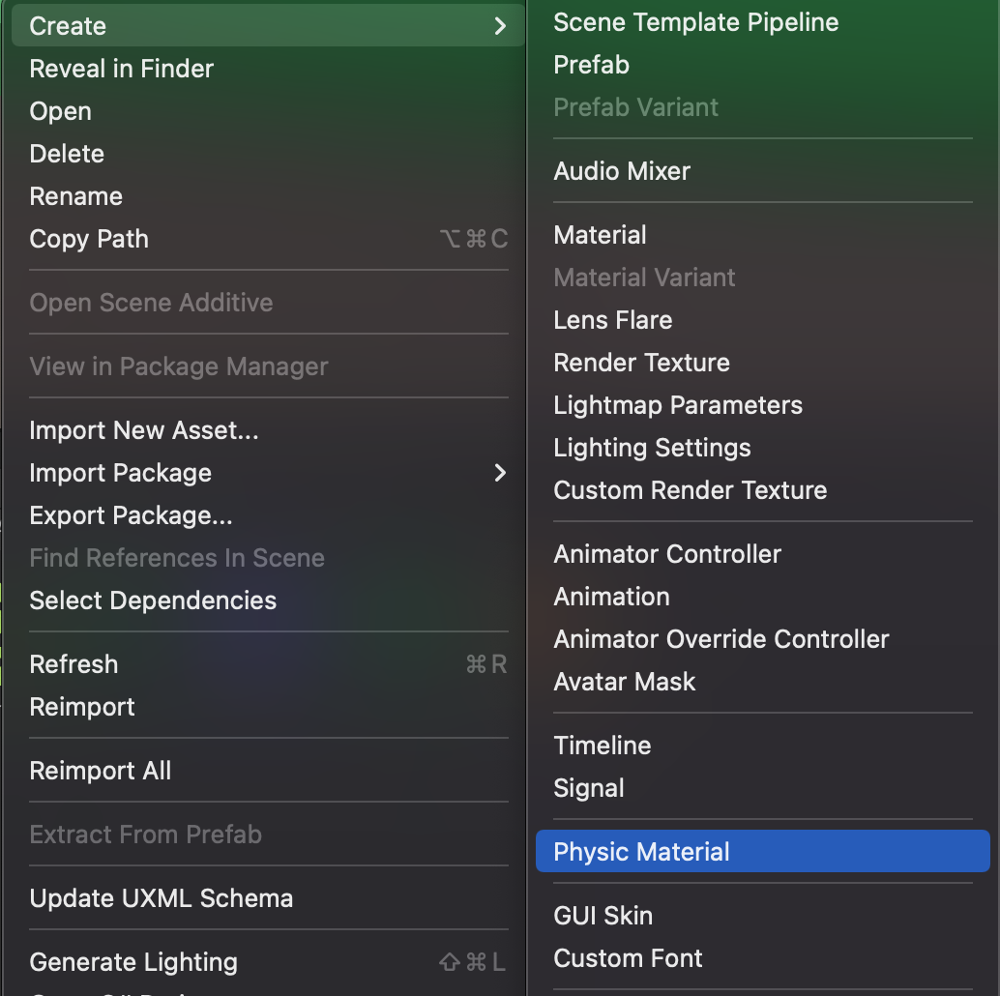 Create
Reveal in Finder
Open
Delete
Rename
Copy Path ⌥⌘C
Open Scene Additive
View in Package Manager
Import New Asset...
Import Package
Export Package...
Find References In Scene
Select Dependencies
Refresh ⌘R
Reimport
Reimport All
Extract From Prefab
Update UXML Schema
Generate Lighting ⇧⌘L
Scene Template Pipeline
Prefab
Prefab Variant
Audio Mixer
Material
Material Variant
Lens Flare
Render Texture
Lightmap Parameters
Lighting Settings
Custom Render Texture
Animator Controller
Animation
Animator Override Controller
Avatar Mask
Timeline
Signal
Physic Material
GUI Skin
Custom Font